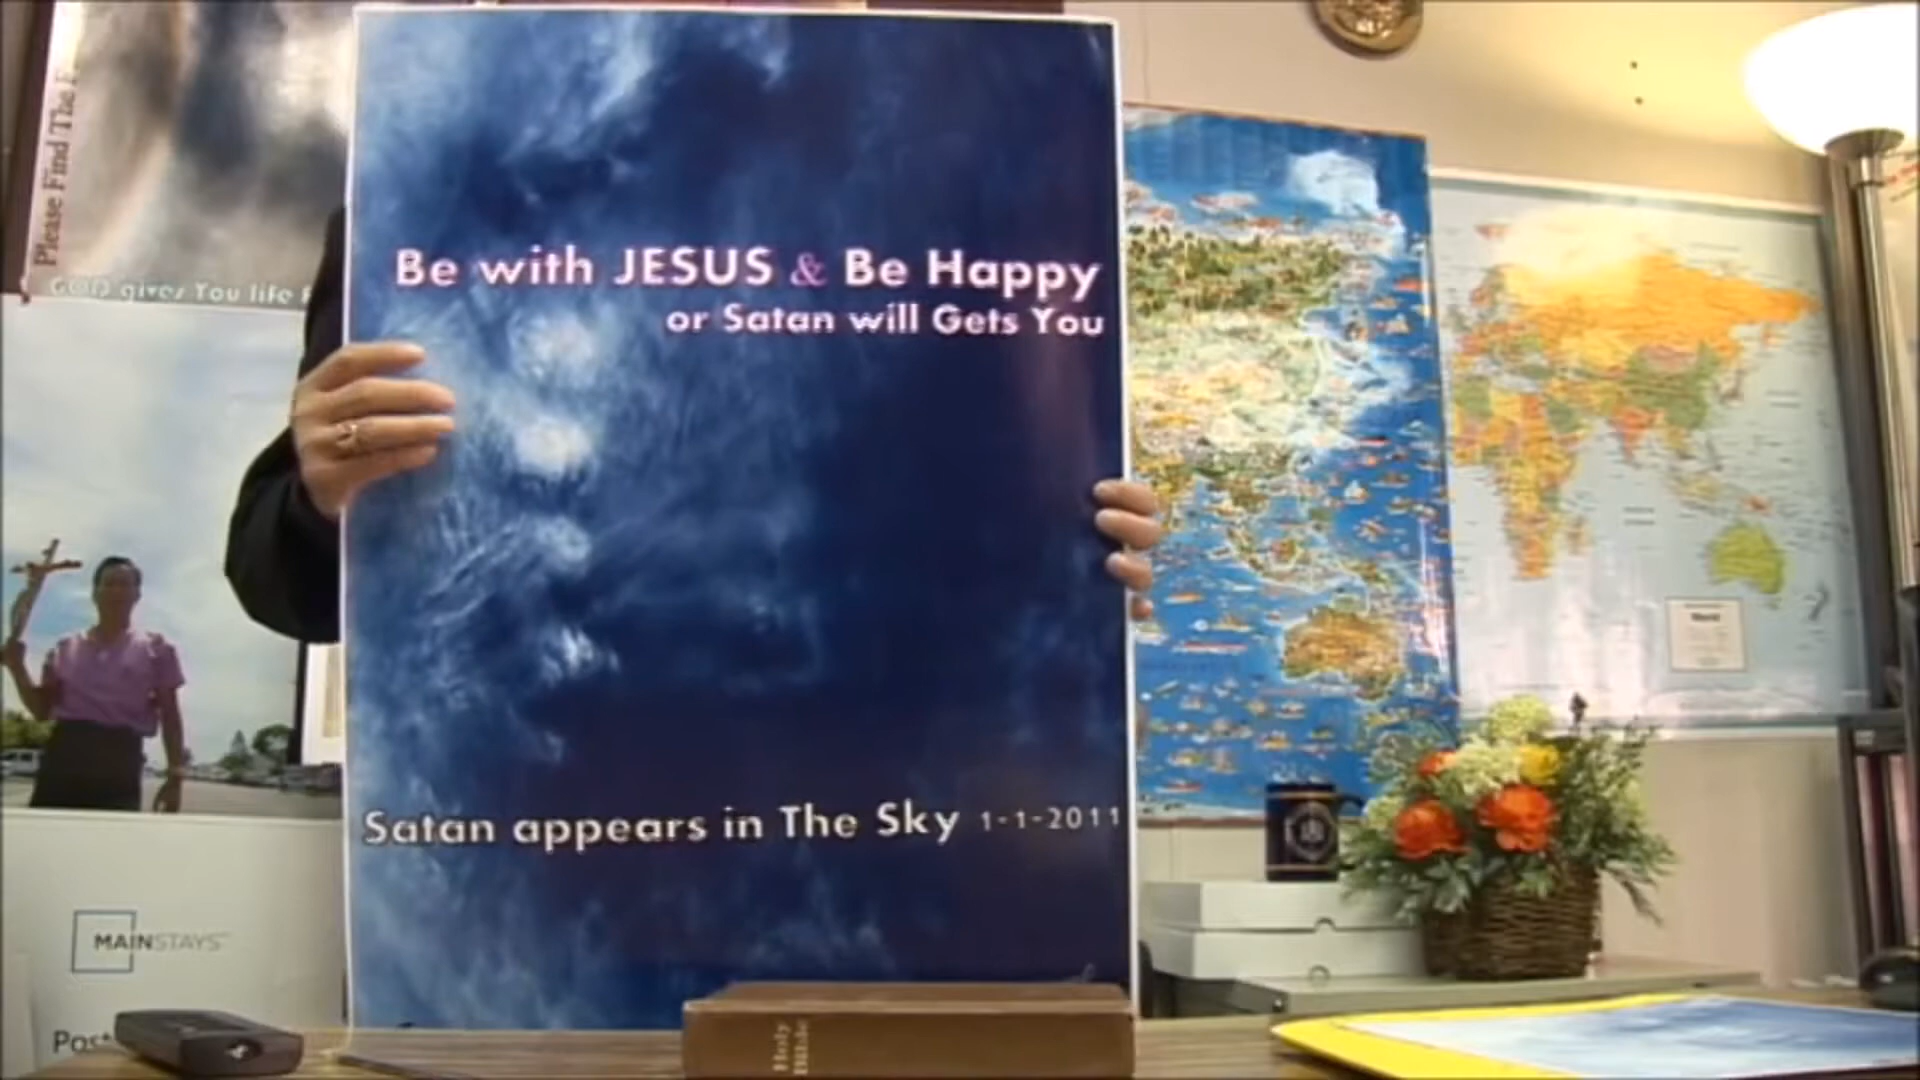 Please Find The
GOD gives You life
Be with JESUS & Be Happy
or Satan will Gets You
Satan appears in The Sky 1-1-2011
MAINSTAYS
Holy
Bible